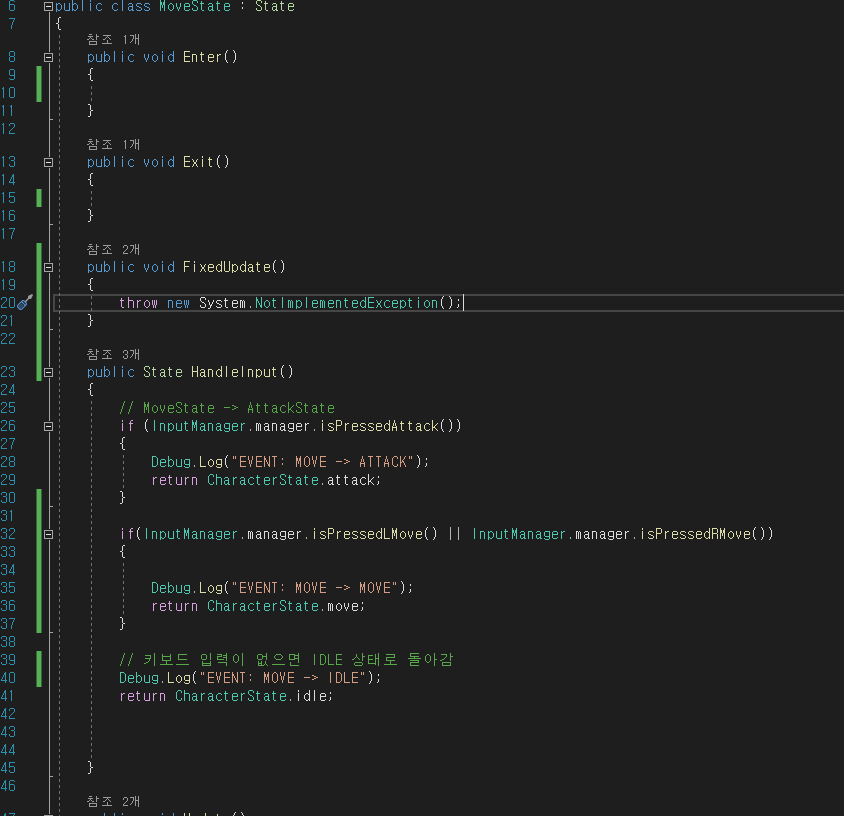 6 public class MoveState : State
7 {
참조 1개
8 public void Enter()
9 {
10
11 }
12
참조 1개
13 public void Exit()
14 {
15
16 }
17
참조 2개
18 public void FixedUpdate()
19 {
20 throw new System.NotImplementedException();
21 }
22
참조 3개
23 public State HandleInput()
24 {
25 // MoveState -> AttackState
26 if (InputManager.manager.isPressedAttack())
27 {
28 Debug.Log("EVENT: MOVE -> ATTACK");
29 return CharacterState.attack;
30 }
31
32 if(InputManager.manager.isPressedLMove() || InputManager.manager.isPressedRMove())
33 {
34
35 Debug.Log("EVENT: MOVE -> MOVE");
36 return CharacterState.move;
37 }
38
39 // 키보드 입력이 없으면 IDLE 상태로 돌아감
40 Debug.Log("EVENT: MOVE -> IDLE");
41 return CharacterState.idle;
42
43
44
45 }
46
참조 2개